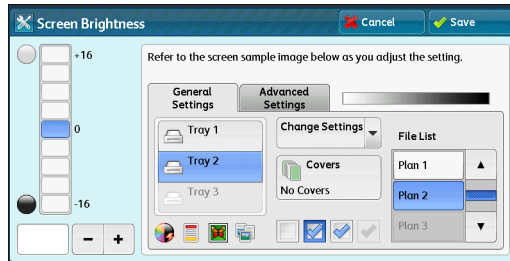 Screen Brightness
Cancel
Save
+16
0
-16
- +
Refer to the screen sample image below as you adjust the setting.
General Settings
Advanced Settings
Tray 1
Tray 2
Tray 3
Change Settings
Covers
No Covers
File List
Plan 1
Plan 2
Plan 3